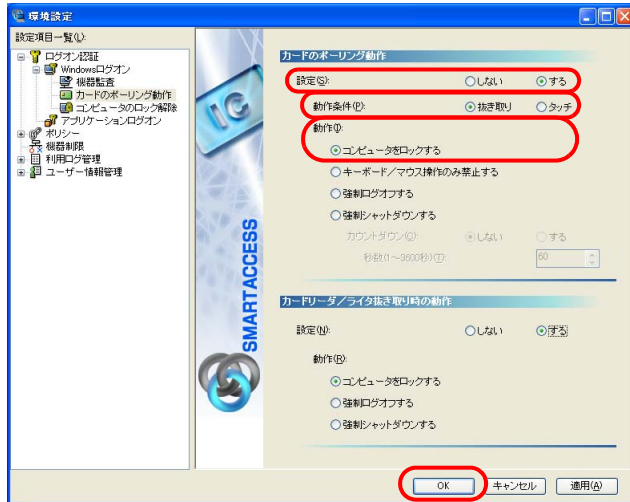 環境設定
設定項目一覧(L):
ログオン認証
Windowsログオン
機器監査
カードのポーリング動作
コンピュータのロック解除
アプリケーションログオン
ポリシー
機器制限
利用ログ管理
ユーザー情報管理
IC
SMARTACCESS
カードのポーリング動作
設定(S): しない する
動作条件(P): 抜き取り タッチ
動作(I):
コンピュータをロックする
キーボード/マウス操作のみ禁止する
強制ログオフする
強制シャットダウンする
カウントダウン(C): しない する
秒数(1~3600秒)(T): 60
カードリーダ/ライタ抜き取り時の動作
設定(N): しない する
動作(R):
コンピュータをロックする
強制ログオフする
強制シャットダウンする
OK キャンセル 適用(A)